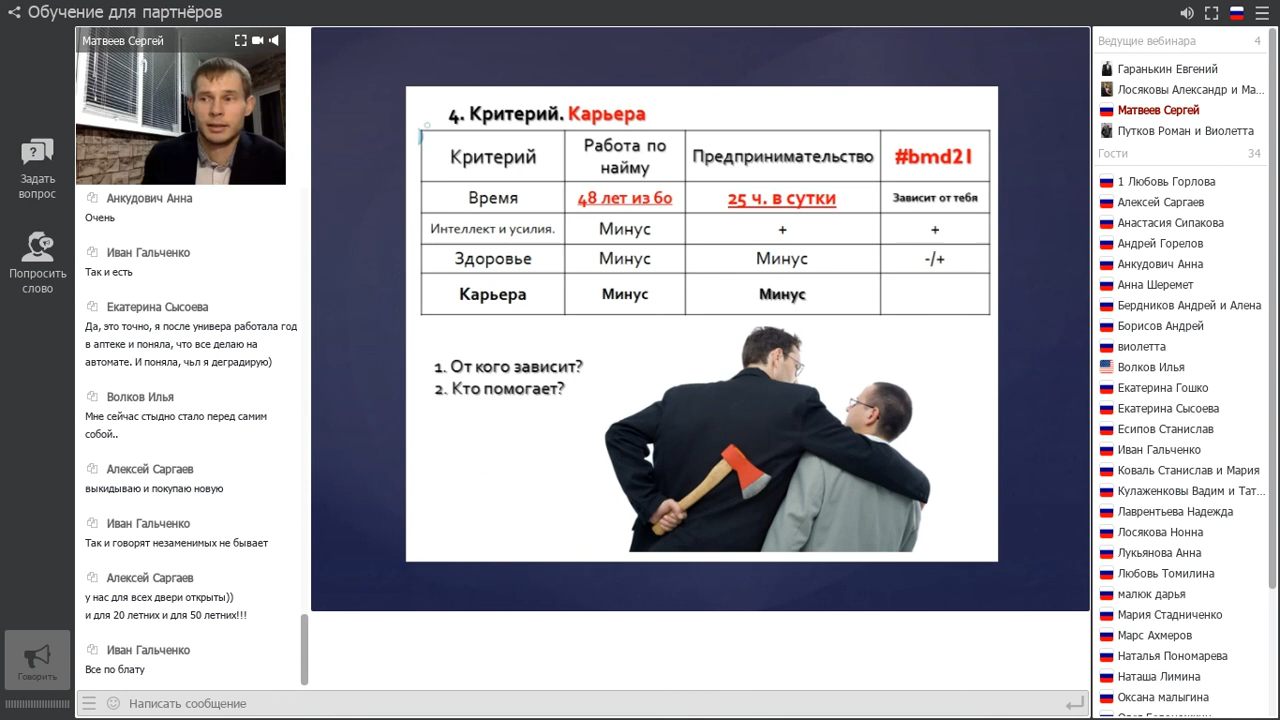 Обучение для партнёров
Матвеев Сергей
Задать
вопрос
Попросить
слово
Говорить
Анкудович Анна
Очень
Иван Гальченко
Так и есть
Екатерина Сысоева
Да, это точно, я после универа работала год
в аптеке и поняла, что все делаю на
автомате. И поняла, чьл я деградирую)
Волков Илья
Мне сейчас стыдно стало перед самим
собой..
Алексей Саргаев
выкидываю и покупаю новую
Иван Гальченко
Так и говорят незаменимых не бывает
Алексей Саргаев
у нас для всех двери открыты))
и для 20 летних и для 50 летних!!!
Иван Гальченко
Все по блату
Написать сообщение
4. Критерий. Карьера
Критерий
Работа по
найму
Предпринимательство
#bmd21
Время
48 лет из 60
25 ч. в сутки
Зависит от тебя
Интеллект и усилия.
Минус
+
+
Здоровье
Минус
Минус
-/+
Карьера
Минус
Минус
1. От кого зависит?
2. Кто помогает?
Ведущие вебинара 4
Гаранькин Евгений
Лосяковы Александр и Ма...
Матвеев Сергей
Путков Роман и Виолетта
Гости 34
1 Любовь Горлова
Алексей Саргаев
Анастасия Сипакова
Андрей Горелов
Анкудович Анна
Анна Шеремет
Бердников Андрей и Алена
Борисов Андрей
виолетта
Волков Илья
Екатерина Гошко
Екатерина Сысоева
Есипов Станислав
Иван Гальченко
Коваль Станислав и Мария
Кулаженковы Вадим и Тат...
Лаврентьева Надежда
Лосякова Нонна
Лукьянова Анна
Любовь Томилина
малюк дарья
Мария Стадниченко
Марс Ахмеров
Наталья Пономарева
Наташа Лимина
Оксана малыгина